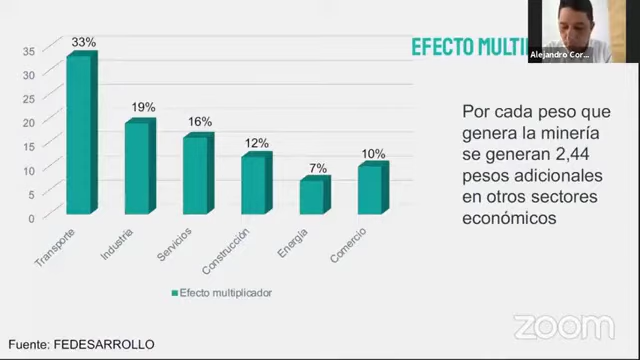 EFECTO MULTI
Alejandro Cor...
35
30
25
20
15
10
5
0
33%
19%
16%
12%
7%
10%
Transporte
Industria
Servicios
Construcción
Energía
Comercio
Efecto multiplicador
Por cada peso que
genera la minería
se generan 2,44
pesos adicionales
en otros sectores
económicos
Fuente: FEDESARROLLO
zoom